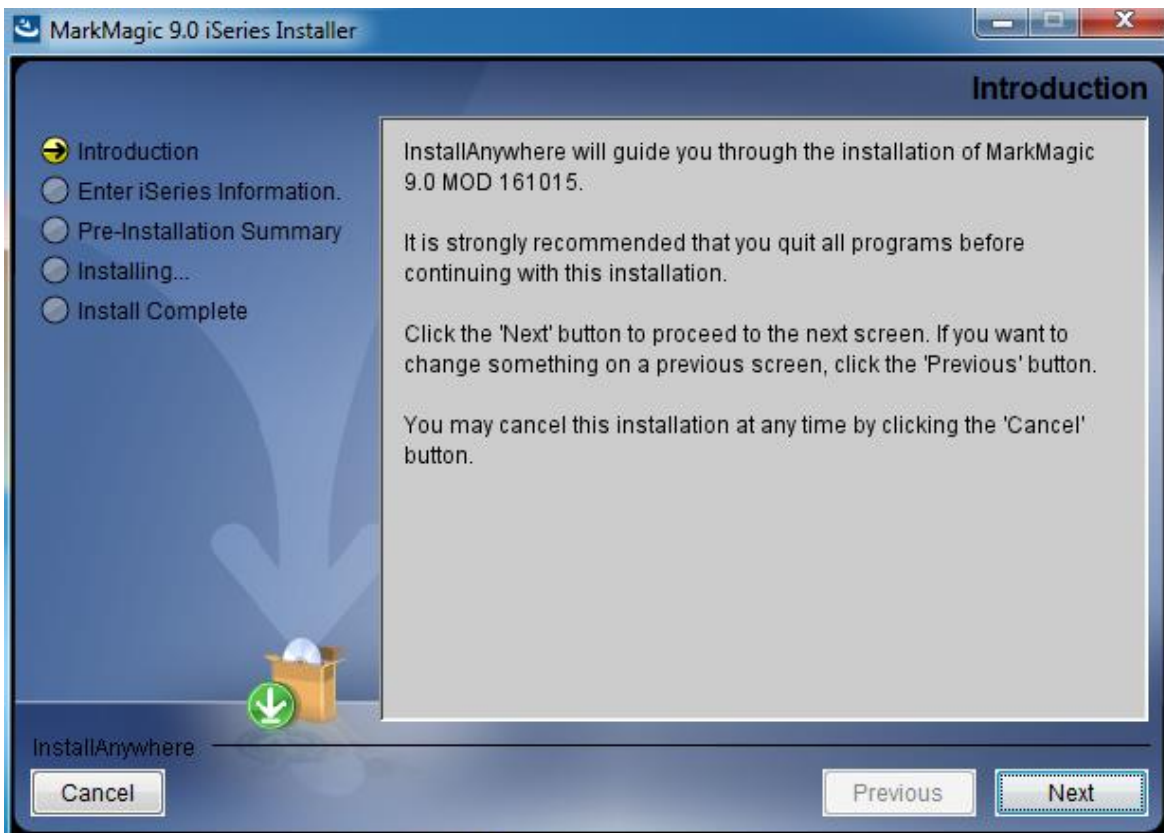 MarkMagic 9.0 iSeries Installer
Introduction
Introduction
Enter iSeries Information.
Pre-Installation Summary
Installing...
Install Complete
InstallAnywhere will guide you through the installation of MarkMagic
9.0 MOD 161015.
It is strongly recommended that you quit all programs before
continuing with this installation.
Click the 'Next' button to proceed to the next screen. If you want to
change something on a previous screen, click the 'Previous' button.
You may cancel this installation at any time by clicking the 'Cancel'
button.
InstallAnywhere
Cancel
Previous
Next